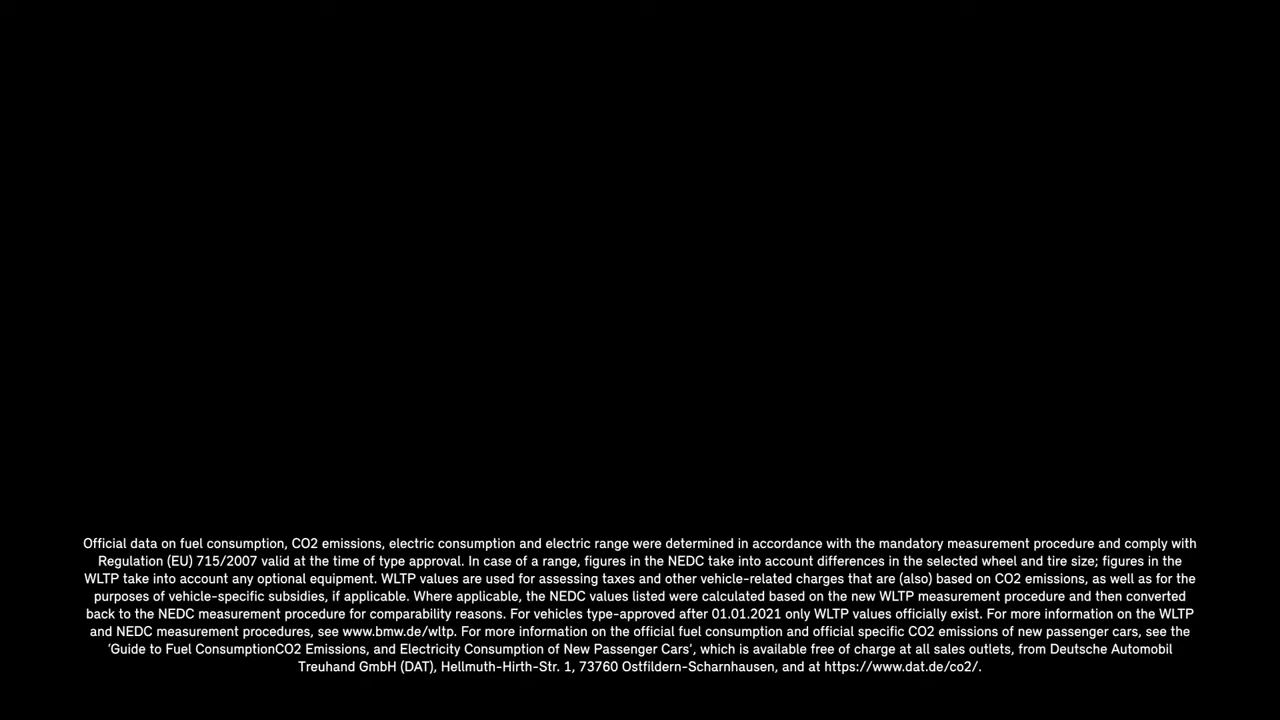 Official data on fuel consumption, CO2 emissions, electric consumption and electric range were determined in accordance with the mandatory measurement procedure and comply with
Regulation (EU) 715/2007 valid at the time of type approval. In case of a range, figures in the NEDC take into account differences in the selected wheel and tire size; figures in the
WLTP take into account any optional equipment. WLTP values are used for assessing taxes and other vehicle-related charges that are (also) based on CO2 emissions, as well as for the
purposes of vehicle-specific subsidies, if applicable. Where applicable, the NEDC values listed were calculated based on the new WLTP measurement procedure and then converted
back to the NEDC measurement procedure for comparability reasons. For vehicles type-approved after 01.01.2021 only WLTP values officially exist. For more information on the WLTP
and NEDC measurement procedures, see www.bmw.de/wltp. For more information on the official fuel consumption and official specific CO2 emissions of new passenger cars, see the
‘Guide to Fuel ConsumptionCO2 Emissions, and Electricity Consumption of New Passenger Cars’, which is available free of charge at all sales outlets, from Deutsche Automobil
Treuhand GmbH (DAT), Hellmuth-Hirth-Str. 1, 73760 Ostfildern-Scharnhausen, and at https://www.dat.de/co2/.